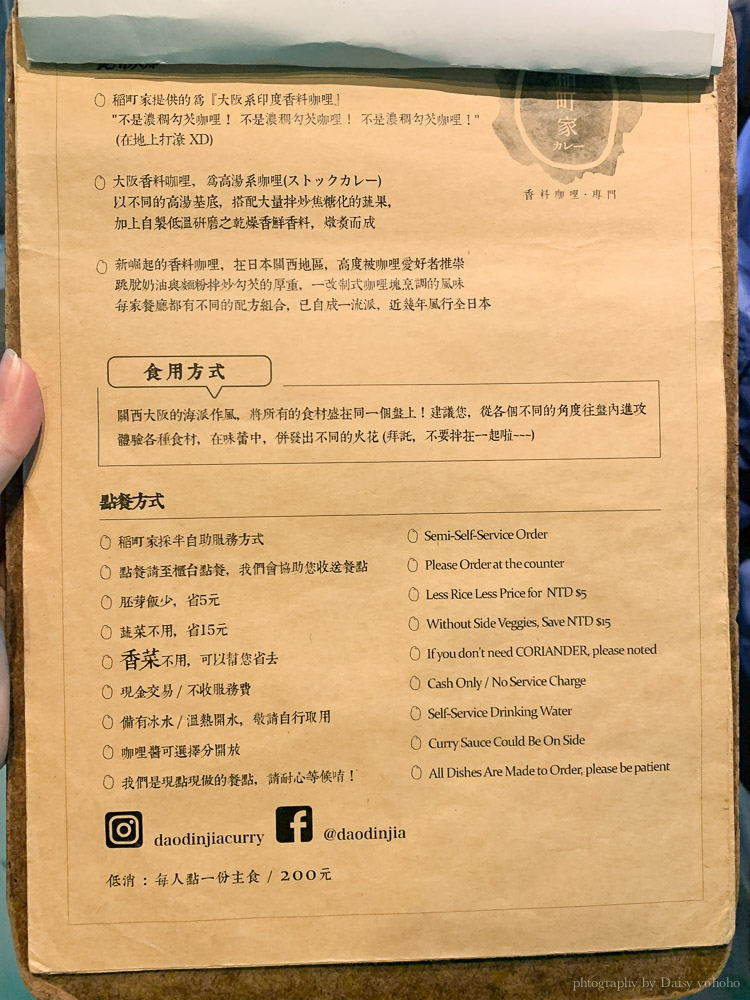 稻町家提供的為『大阪系印度香料咖哩』
"不是濃稠勾芡咖哩！ 不是濃稠勾芡咖哩！ 不是濃稠勾芡咖哩！"
(在地上打滾 XD)
町
家
カレー
香料咖哩・專門
大阪香料咖哩，為高湯系咖哩(ストックカレー)
以不同的高湯基底，搭配大量拌炒焦糖化的蔬果，
加上自製低溫研磨之乾爆香鮮香料，燉煮而成
新崛起的香料咖哩，在日本關西地區，高度被咖哩愛好者推崇
跳脫奶油與麵粉拌炒勾芡的厚重，一改制式咖哩塊烹調的風味
每家餐廳都有不同的配方組合，已自成一流派，近幾年風行全日本
食用方式
關西大阪的海派作風，將所有的食材盛在同一個盤上！建議您，從各個不同的角度往盤內進攻
體驗各種食材，在味蕾中，併發出不同的火花 (拜託，不要拌在一起啦~~~)
點餐方式
稻町家採半自助服務方式
點餐請至櫃台點餐，我們會協助您收送餐點
胚芽飯少，省5元
蔬菜不用，省15元
香菜不用，可以幫您省去
現金交易 / 不收服務費
備有冰水 / 溫熱開水，敬請自行取用
咖哩醬可選擇分開放
我們是現點現做的餐點，請耐心等候唷！
Semi-Self-Service Order
Please Order at the counter
Less Rice Less Price for NTD $5
Without Side Veggies, Save NTD $15
If you don't need CORIANDER, please noted
Cash Only / No Service Charge
Self-Service Drinking Water
Curry Sauce Could Be On Side
All Dishes Are Made to Order, please be patient
daodinjiacurry @daodinjia
低消：每人點一份主食 / 200元
phtography by Daisy yohoho